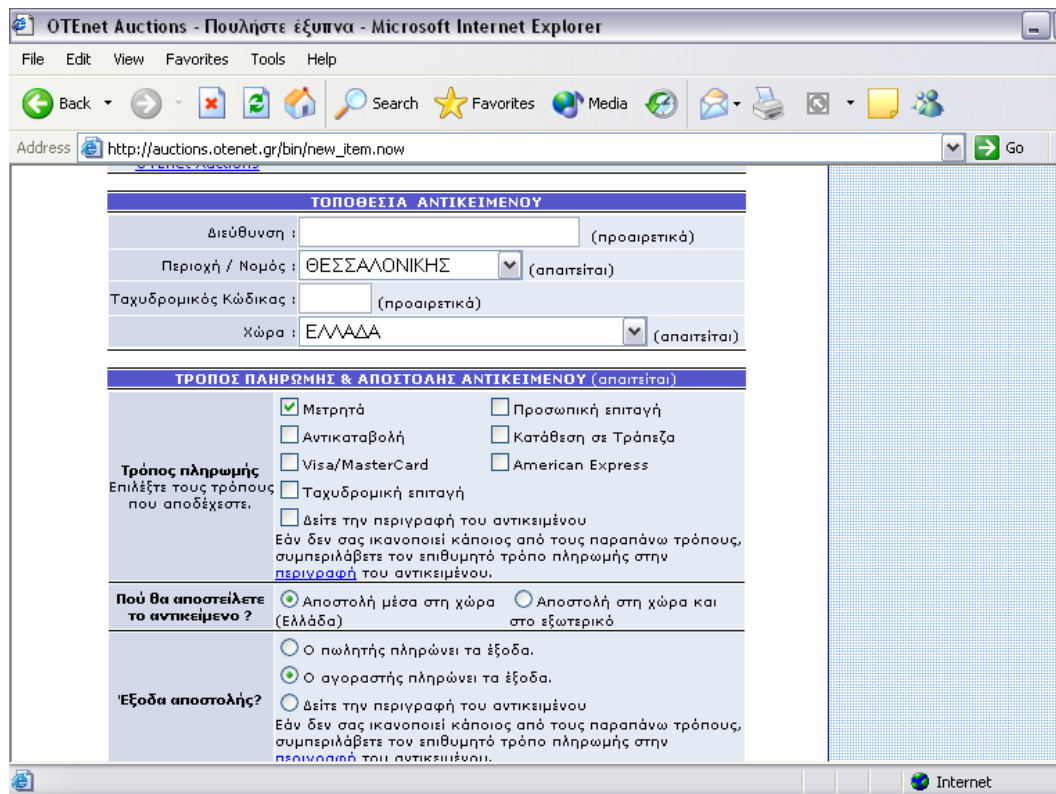 OTEnet Auctions - Πουλήστε έξυπνα - Microsoft Internet Explorer
File Edit View Favorites Tools Help
Back Search Favorites Media
Address http://auctions.otenet.gr/bin/new_item.now Go
OTEnet Auctions
ΤΟΠΟΘΕΣΙΑ ΑΝΤΙΚΕΙΜΕΝΟΥ
Διεύθυνση : (προαιρετικά)
Περιοχή / Νομός : ΘΕΣΣΑΛΟΝΙΚΗΣ (απαιτείται)
Ταχυδρομικός Κώδικας : (προαιρετικά)
Χώρα : ΕΛΛΑΔΑ (απαιτείται)
ΤΡΟΠΟΣ ΠΛΗΡΩΜΗΣ & ΑΠΟΣΤΟΛΗΣ ΑΝΤΙΚΕΙΜΕΝΟΥ (απαιτείται)
Τρόπος πληρωμής
Επιλέξτε τους τρόπους
που αποδέχεστε.
Μετρητά Προσωπική επιταγή
Αντικαταβολή Κατάθεση σε Τράπεζα
Visa/MasterCard American Express
Ταχυδρομική επιταγή
Δείτε την περιγραφή του αντικειμένου
Εάν δεν σας ικανοποιεί κάποιος από τους παραπάνω τρόπους,
συμπεριλάβετε τον επιθυμητό τρόπο πληρωμής στην
περιγραφή του αντικειμένου.
Πού θα αποστείλετε
το αντικείμενο ?
Αποστολή μέσα στη χώρα
(Ελλάδα)
Αποστολή στη χώρα και
στο εξωτερικό
Έξοδα αποστολής?
Ο πωλητής πληρώνει τα έξοδα.
Ο αγοραστής πληρώνει τα έξοδα.
Δείτε την περιγραφή του αντικειμένου
Εάν δεν σας ικανοποιεί κάποιος από τους παραπάνω τρόπους,
συμπεριλάβετε τον επιθυμητό τρόπο πληρωμής στην
περιγραφή του αντικειμένου.
Internet